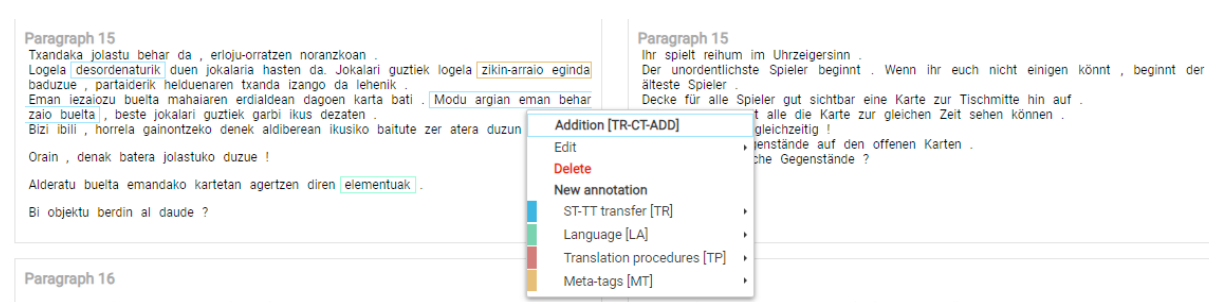 Paragraph 15
Txandaka jolastu behar da , erloju-orratzen noranzkoan .
Logela desordenaturik duen jokalaria hasten da. Jokalari guztiek logela zikin-arraio eginda
baduzue , partaiderik helduenaren txanda izango da lehenik .
Eman iezaiozu buelta mahaiaren erdialdean dagoen karta bati . Modu argian eman behar
zaio buelta , beste jokalari guztiek garbi ikus dezaten .
Bizi ibili , horrela gainontzeko denek aldiberean ikusiko baitute zer atera duzun
Orain , denak batera jolastuko duzue !
Alderatu buelta emandako kartetan agertzen diren elementuak .
Bi objektu berdin al daude ?
Paragraph 15
Ihr spielt reihum im Uhrzeigersinn .
Der unordentlichste Spieler beginnt . Wenn ihr euch nicht einigen könnt , beginnt der
älteste Spieler .
Decke für alle Spieler gut sichtbar eine Karte zur Tischmitte hin auf .
t alle die Karte zur gleichen Zeit sehen können .
gleichzeitig !
genstände auf den offenen Karten .
che Gegenstände ?
Addition [TR-CT-ADD]
Edit
Delete
New annotation
ST-TT transfer [TR]
Language [LA]
Translation procedures [TP]
Meta-tags [MT]
Paragraph 16